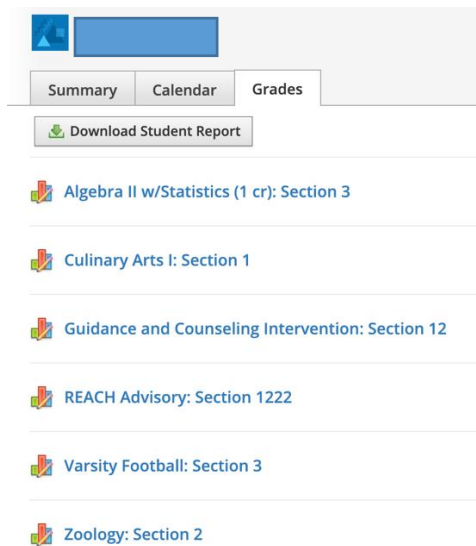 Summary Calendar Grades
Download Student Report
Algebra II w/Statistics (1 cr): Section 3
Culinary Arts I: Section 1
Guidance and Counseling Intervention: Section 12
REACH Advisory: Section 1222
Varsity Football: Section 3
Zoology: Section 2